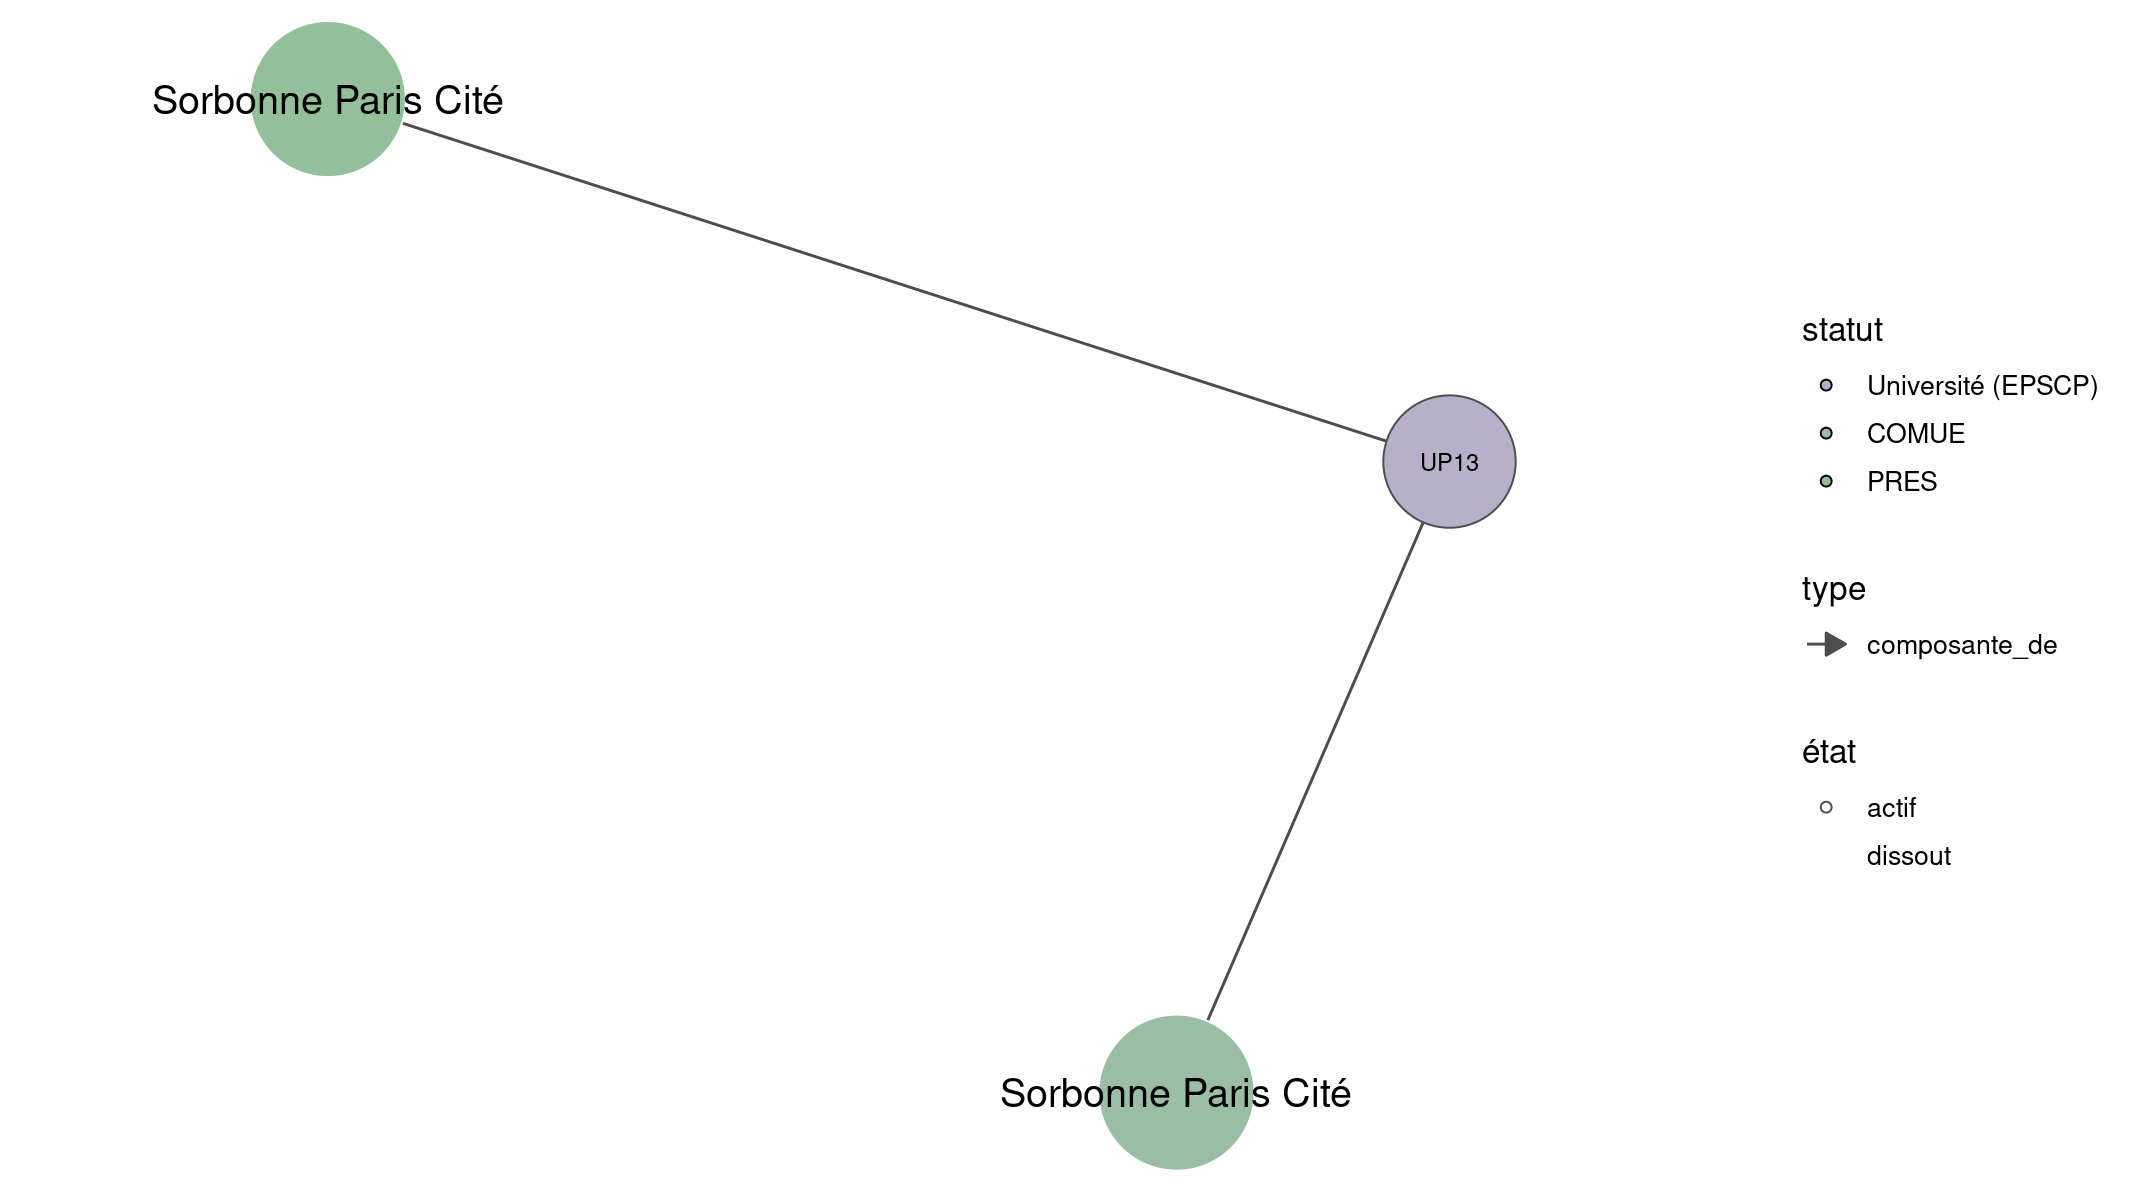 Sorbonne Paris Cité
UP13
Sorbonne Paris Cité
statut
Université (EPSCP)
COMUE
PRES
type
composante_de
état
actif
dissout